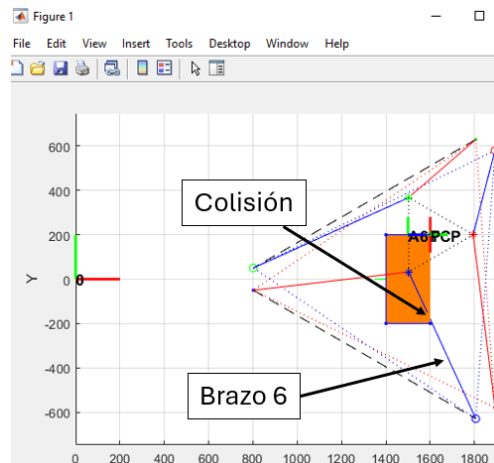 Figure 1
File Edit View Insert Tools Desktop Window Help
600
400
200
0
-200
-400
-600
Y
0
Colisión
A6 TCP
Brazo 6
0 200 400 600 800 1000 1200 1400 1600 1800